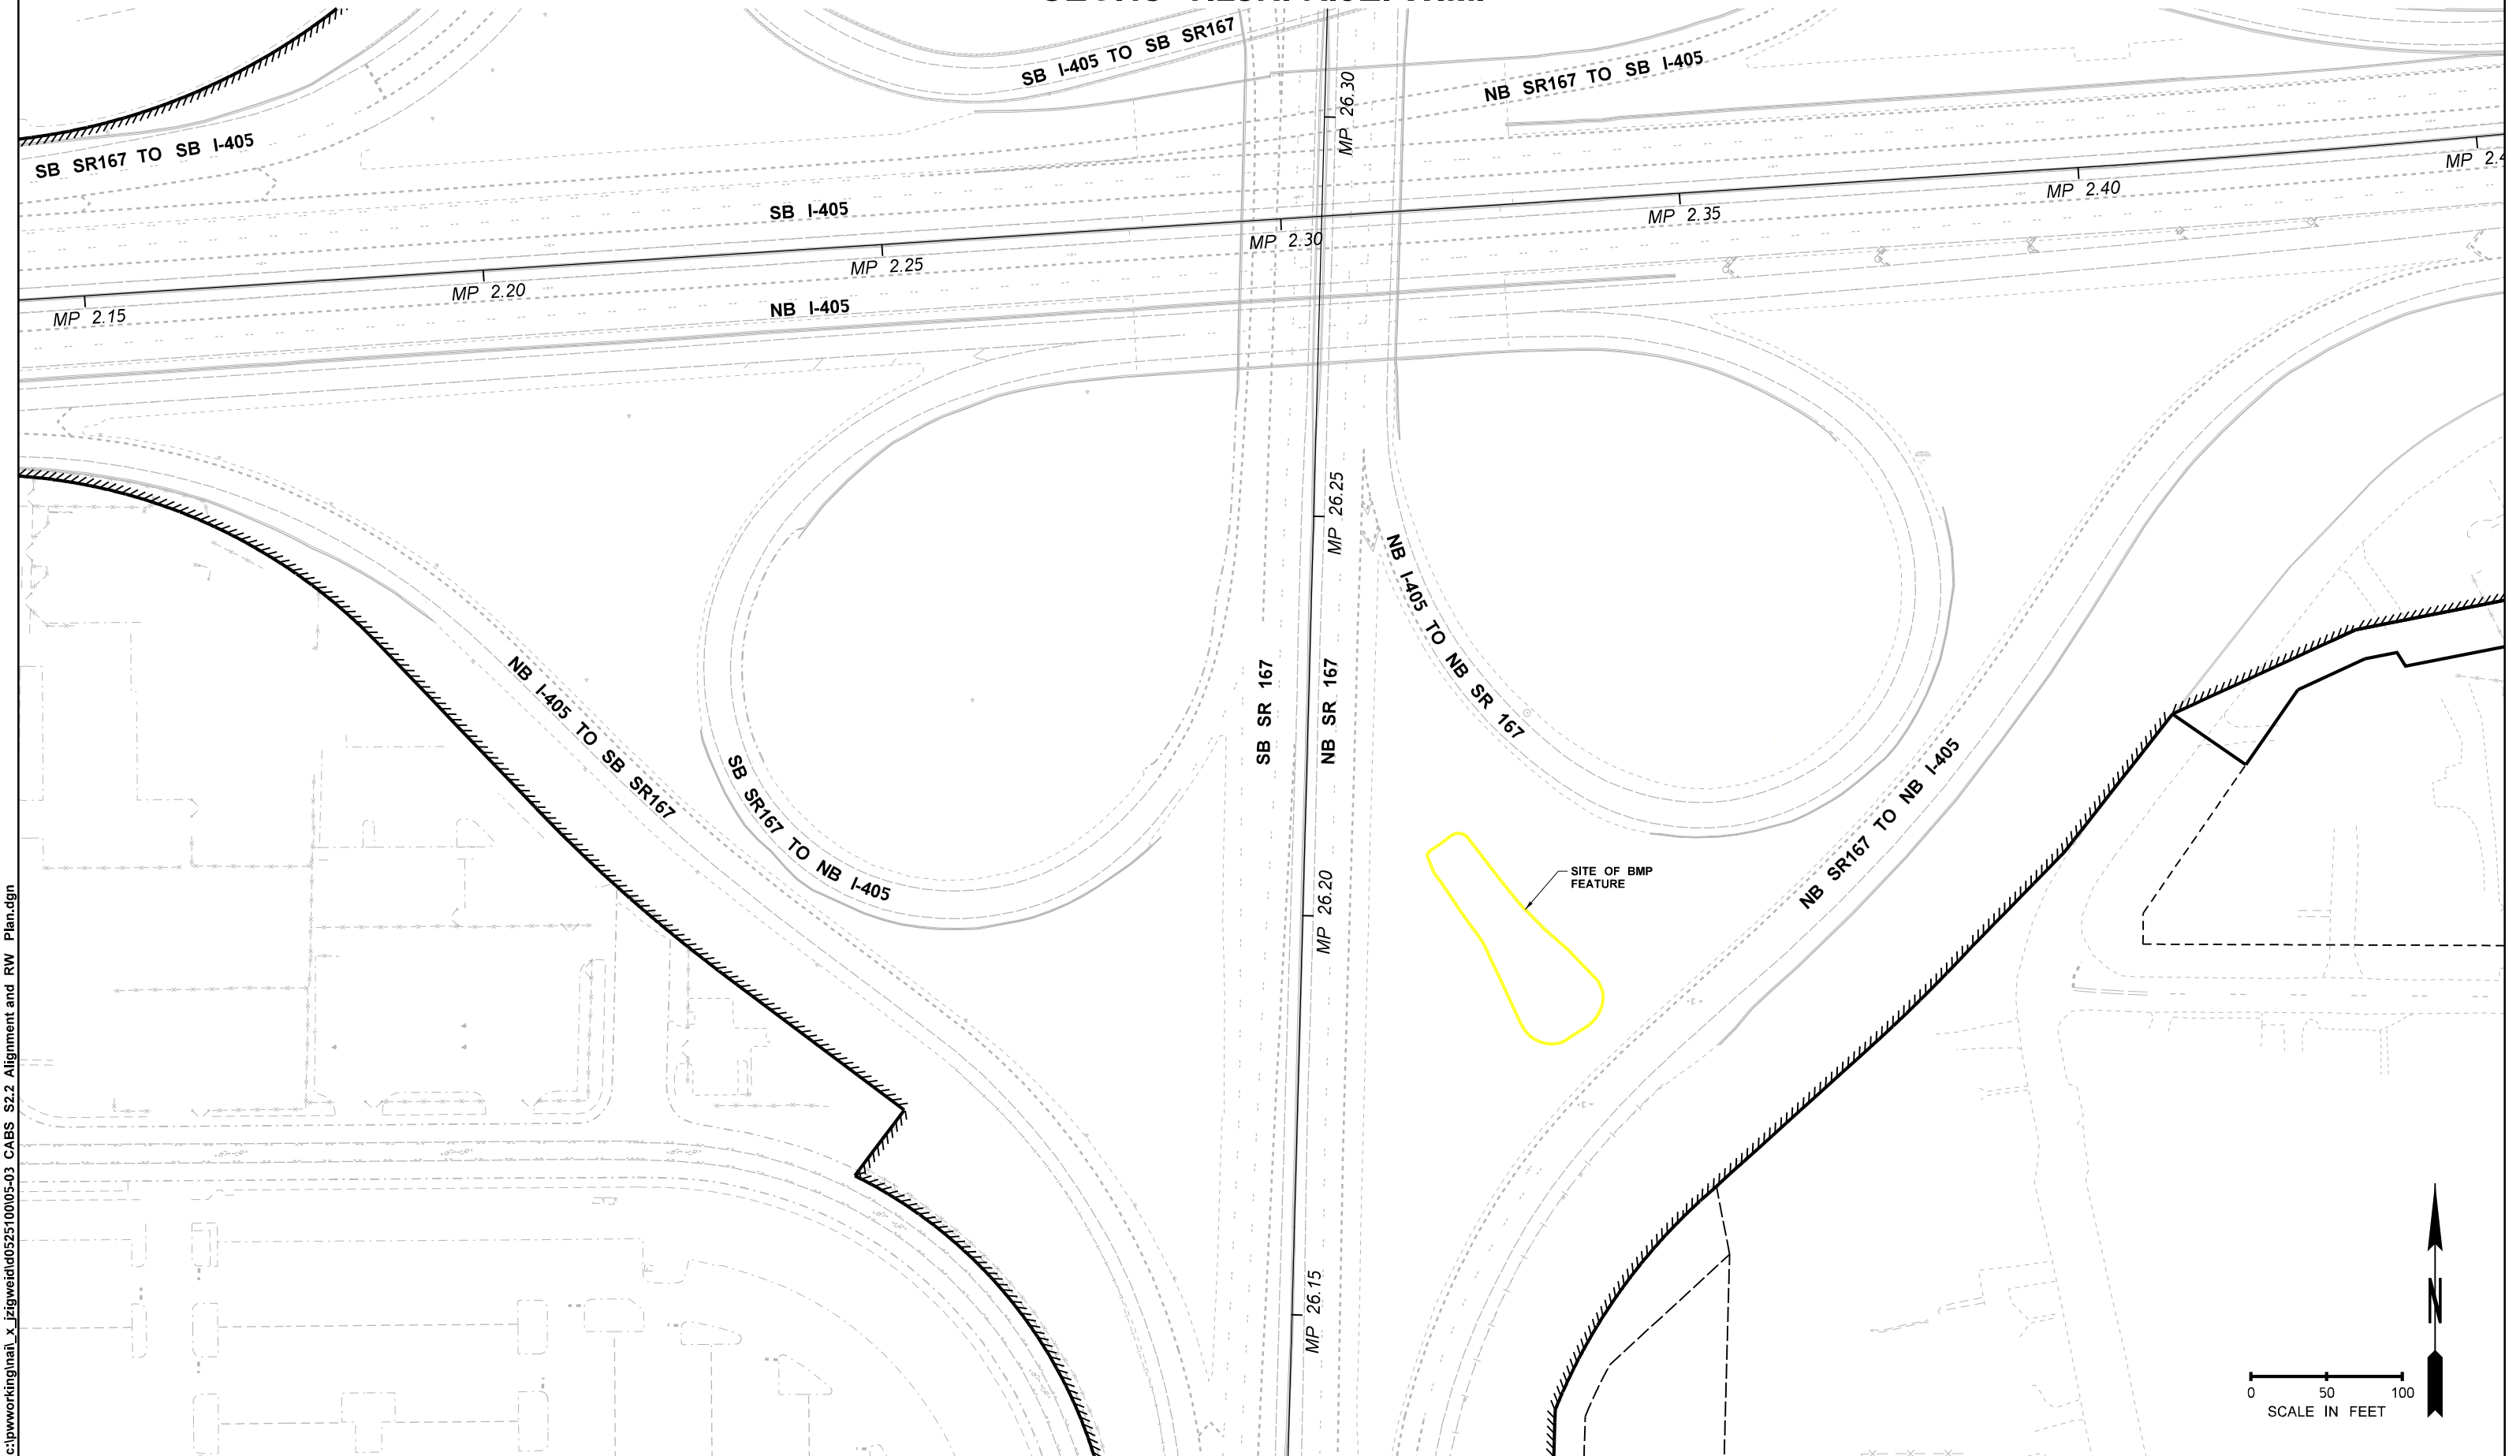 SB I-405 TO SB SR167
NB SR167 TO SB I-405
MP 26.30
SB SR167 TO SB I-405
MP 2.4
MP 2.40
MP 2.35
SB I-405
MP 2.30
MP 2.25
MP 2.20
MP 2.15
NB I-405
MP 26.25
NB I-405 TO NB SR 167
NB I-405 TO SB SR167
SB SR 167
NB SR 167
SB SR167 TO NB I-405
NB SR167 TO NB I-405
SITE OF BMP
FEATURE
MP 26.20
MP 26.15
N
0 50 100
SCALE IN FEET
c:\pwworking\nai\_x_jzigweid\d0525100\05-03 CABS S2.2 Alignment and RW Plan.dgn